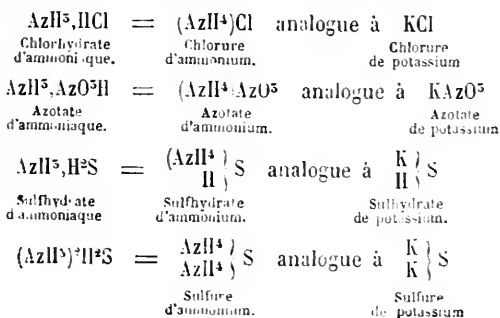 AzH³,HCl = (AzH⁴)Cl analogue à KCl
Chlorhydrate d'ammoniaque. Chlorure d'ammonium. Chlorure de potassium
AzH³,AzO³H = (AzH⁴)AzO³ analogue à KAzO³
Azotate d'ammoniaque. Azotate d'ammonium. Azotate de potassium
AzH³,H²S = (AzH⁴ / H } S analogue à K / H } S
Sulfhydrate d'ammoniaque Sulfhydrate d'ammonium. Sulfhydrate de potassium.
(AzH³)²H²S = AzH⁴ / AzH⁴ } S analogue à K / K } S
Sulfure d'ammonium. Sulfure de potassium